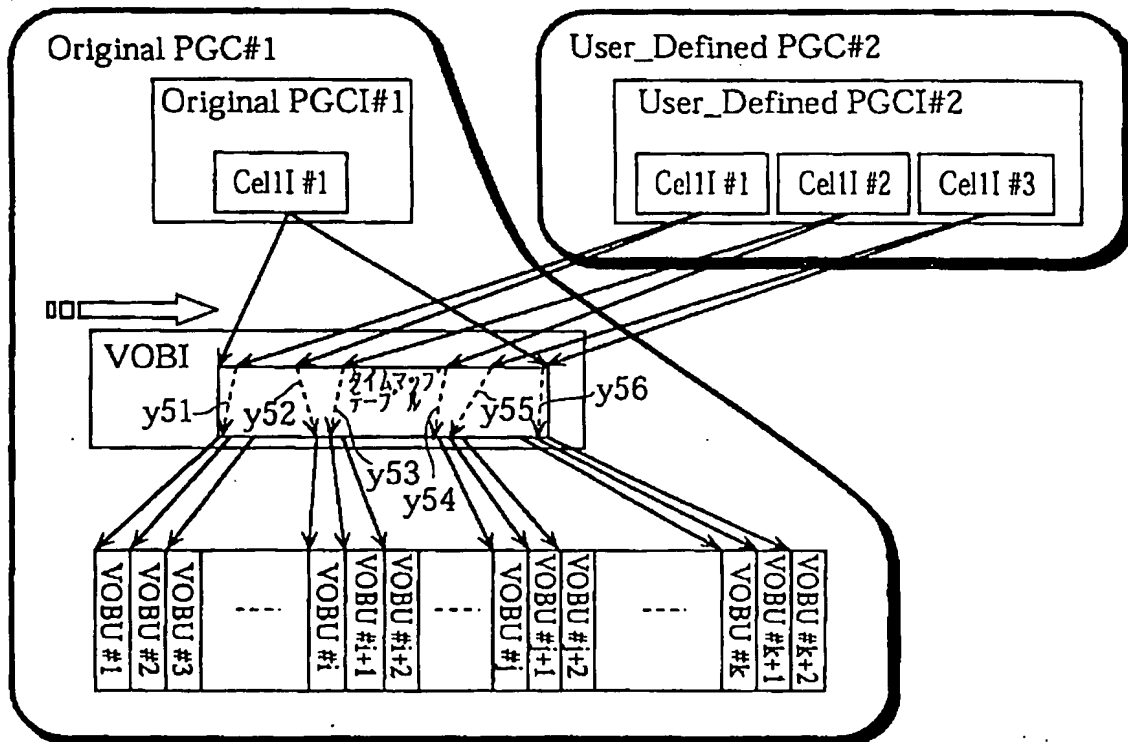 Original PGC#1
Original PGCI#1
CellI #1
User_Defined PGC#2
User_Defined PGCI#2
CellI #1
CellI #2
CellI #3
VOBI
タイムマップ
テーブル
y51
y52
y53
y54
y55
y56
VOBU #1
VOBU #2
VOBU #3
VOBU #i
VOBU #i+1
VOBU #i+2
VOBU #j
VOBU #j+1
VOBU #j+2
VOBU #k
VOBU #k+1
VOBU #k+2